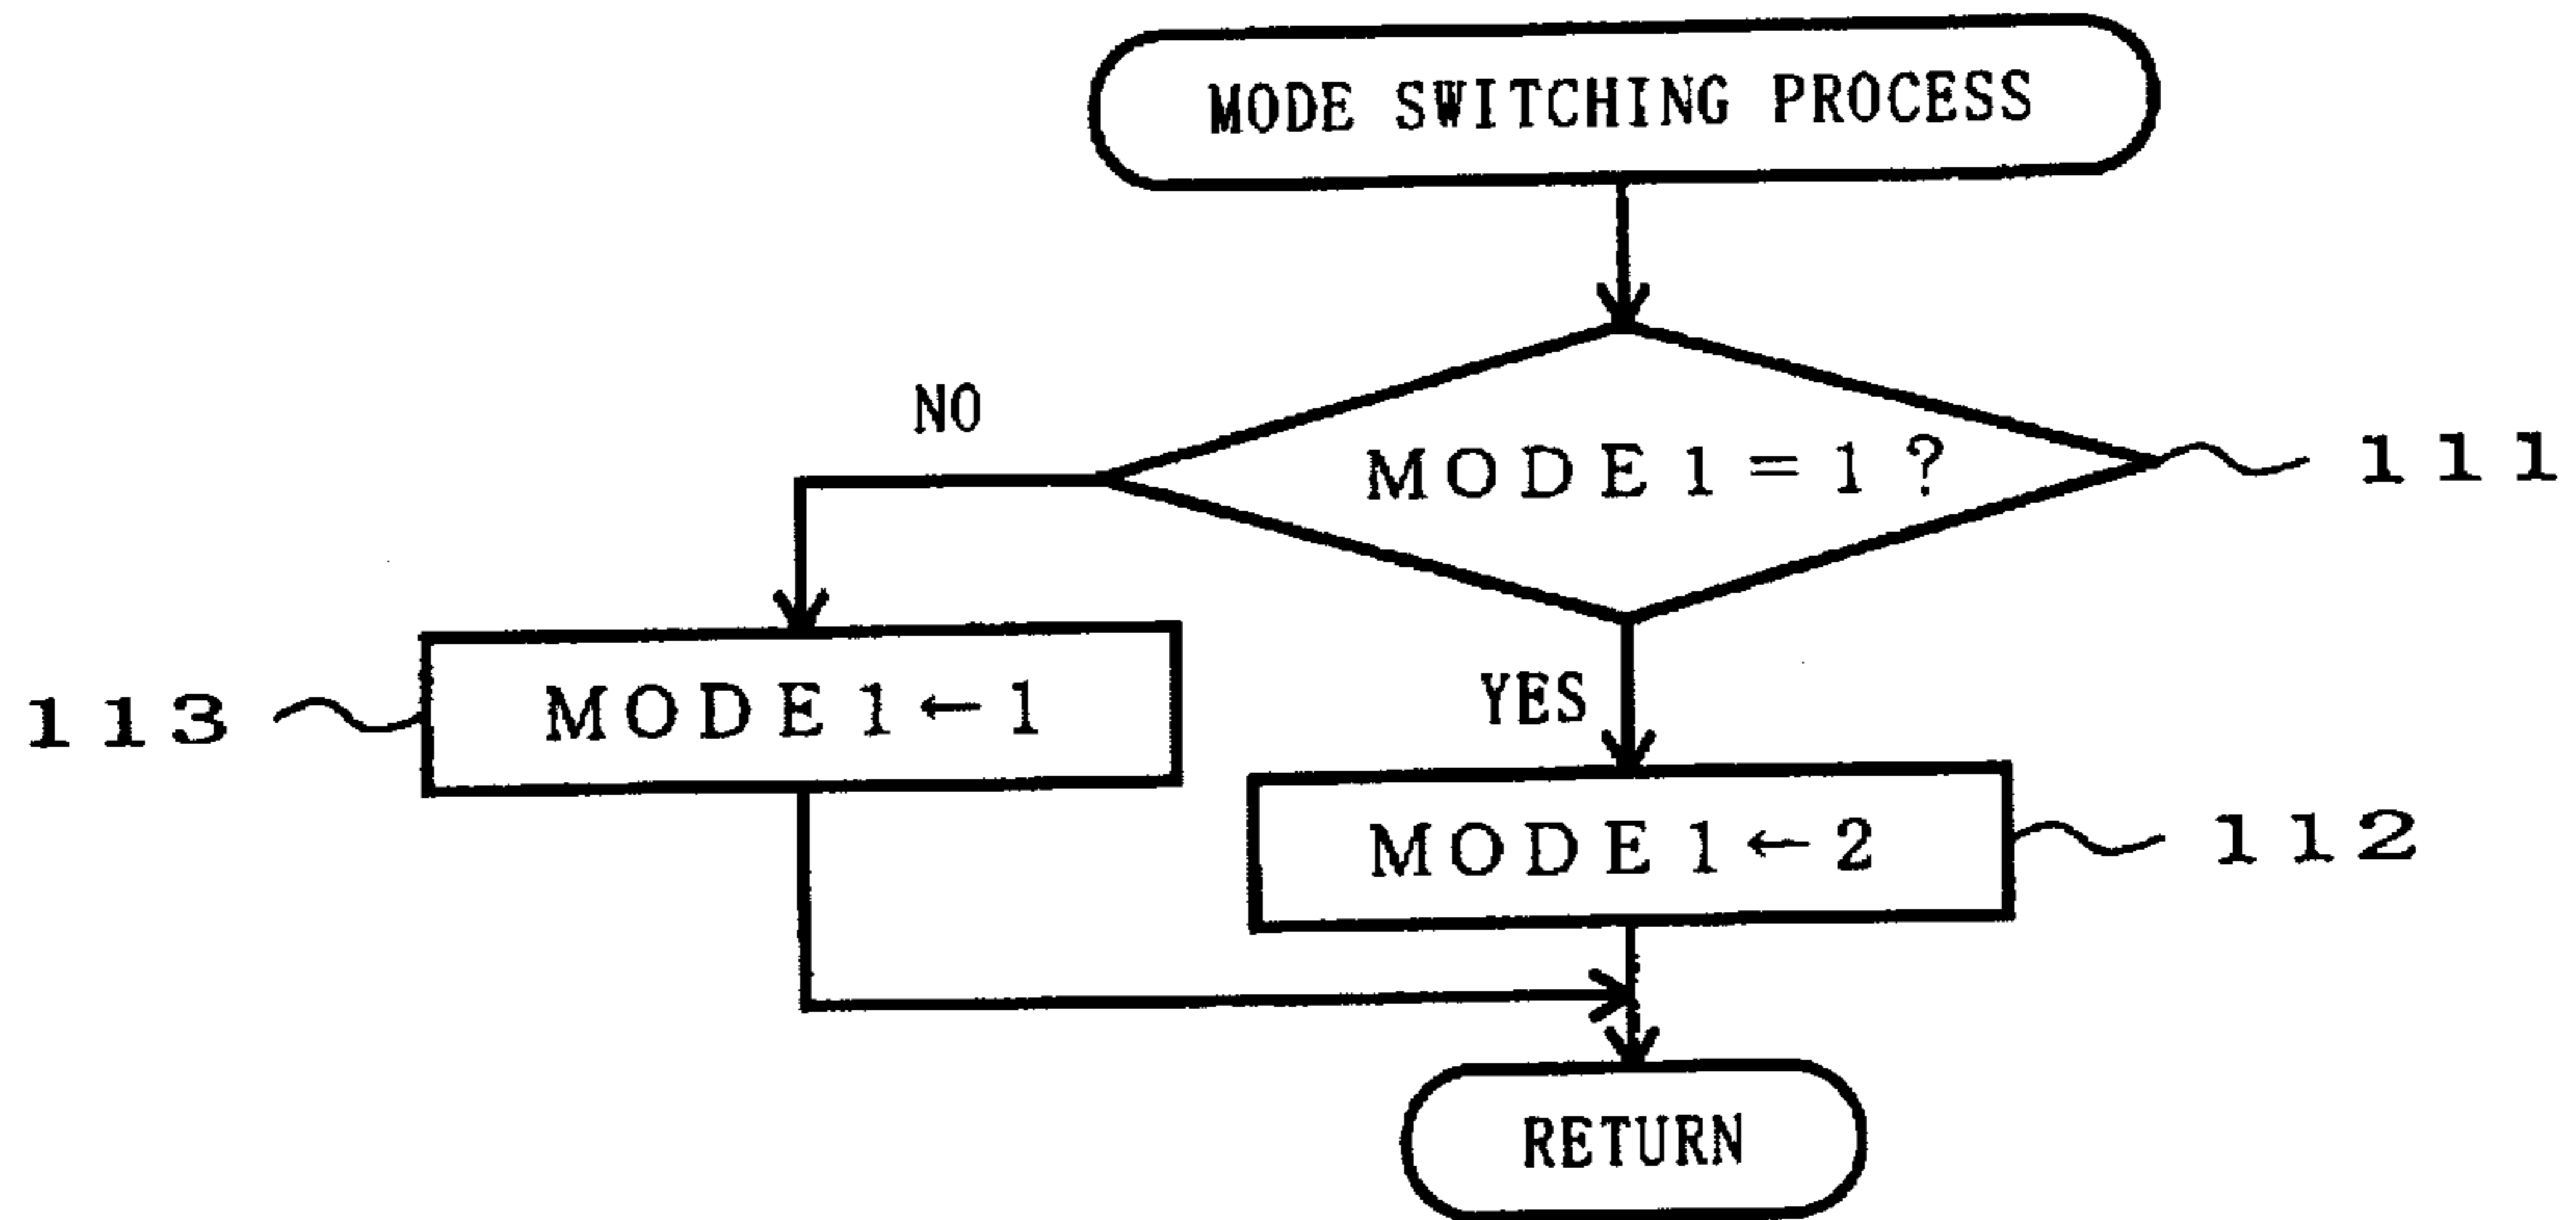 MODE SWITCHING PROCESS
NO
MODE1=1?
111
113
MODE1←1
YES
MODE1←2
112
RETURN